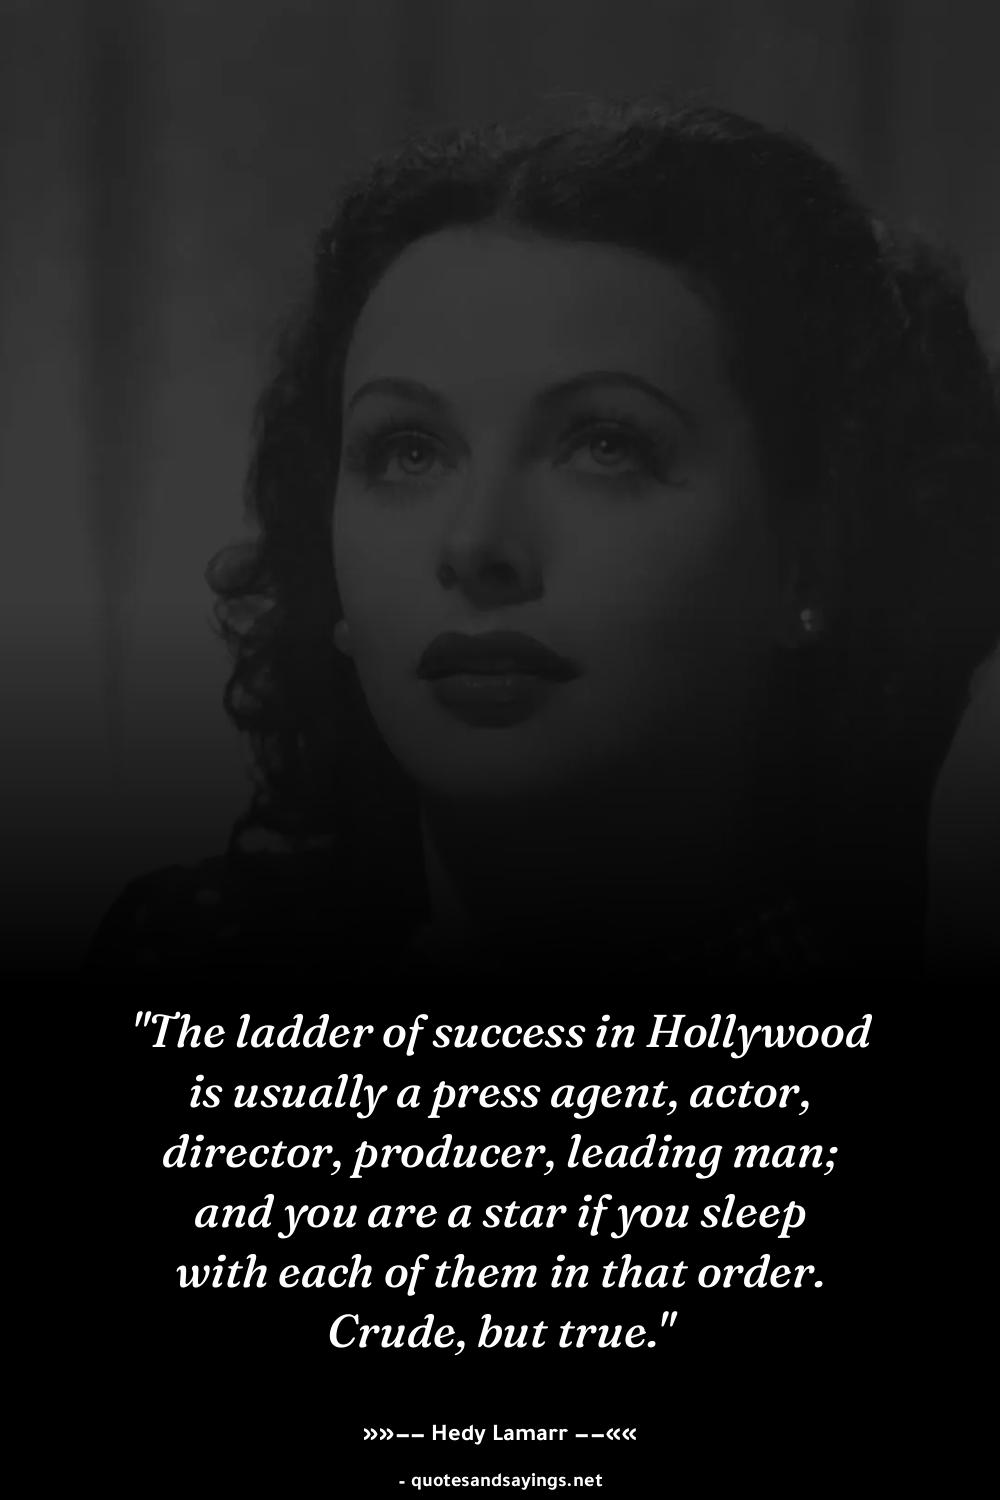 "The ladder of success in Hollywood
is usually a press agent, actor,
director, producer, leading man;
and you are a star if you sleep
with each of them in that order.
Crude, but true."
»»—— Hedy Lamarr ——««
- quotesandsayings.net